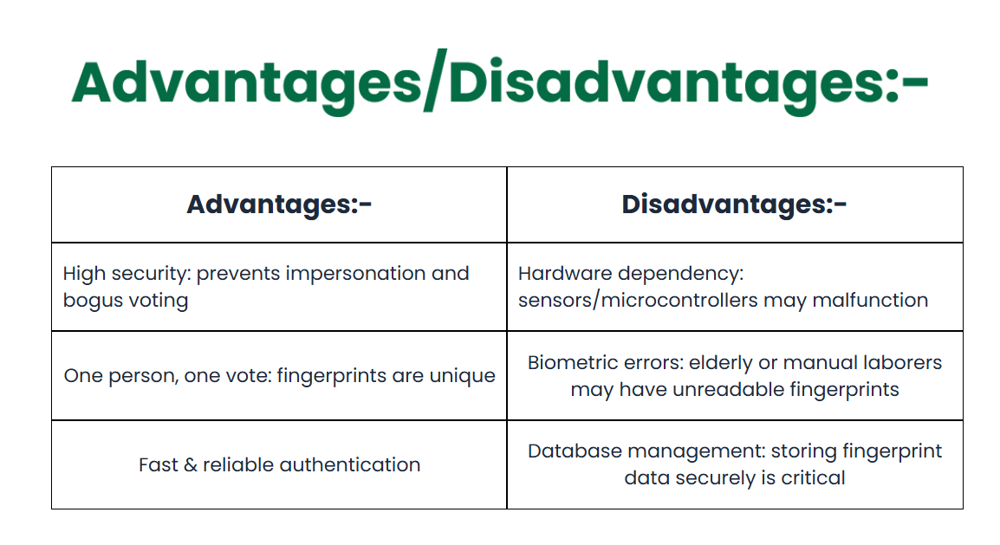 Advantages/Disadvantages:-
Advantages:-
Disadvantages:-
High security: prevents impersonation and
bogus voting
Hardware dependency:
sensors/microcontrollers may malfunction
One person, one vote: fingerprints are unique
Biometric errors: elderly or manual laborers
may have unreadable fingerprints
Fast & reliable authentication
Database management: storing fingerprint
data securely is critical